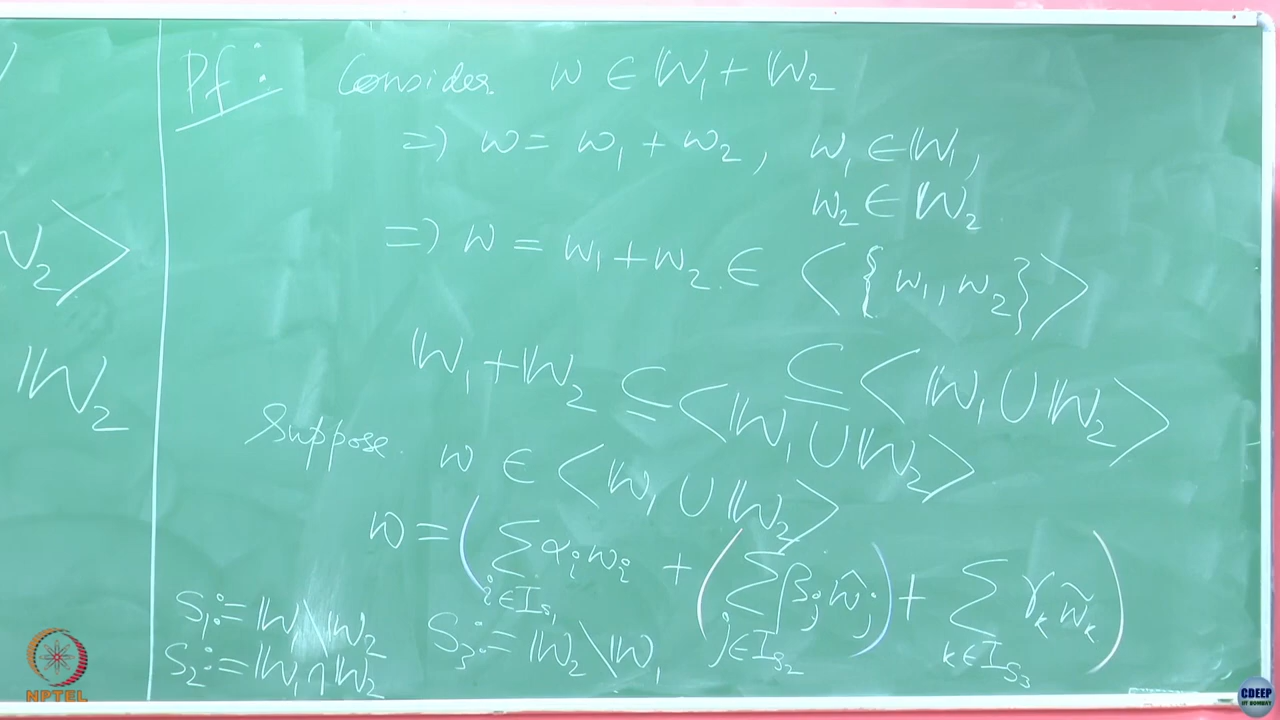 W₂⟩
𝕎₂
Pf: Consider w ∈ 𝕎₁ + 𝕎₂
=) w = w₁ + w₂, w₁ ∈ 𝕎₁,
w₂ ∈ 𝕎₂
=) w = w₁ + w₂ ∈ ⟨{w₁, w₂}⟩
⊆ ⟨𝕎₁ ∪ 𝕎₂⟩
𝕎₁ + 𝕎₂ ⊆ ⟨𝕎₁ ∪ 𝕎₂⟩
Suppose w ∈ ⟨𝕎₁ ∪ 𝕎₂⟩
w = (∑_{i∈I_{S₁}} αᵢwᵢ + (∑_{j∈I_{S₂}} βⱼŵⱼ) + ∑_{k∈I_{S₃}} γₖw̃ₖ)
S₁:= 𝕎₁\𝕎₂ S₃:= 𝕎₂\𝕎₁
S₂:= 𝕎₁∩𝕎₂
NPTEL
CDEEP
IIT BOMBAY